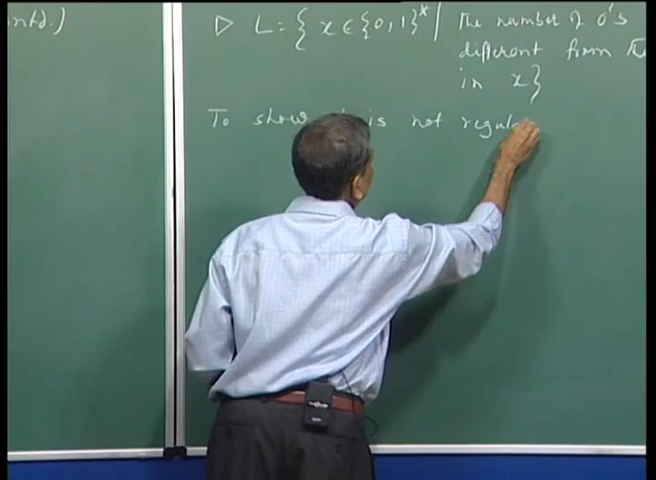 ntd.)
▷ L = { x ∈ {0,1}* | The number of 0's
different from
in x}
To show is not regul